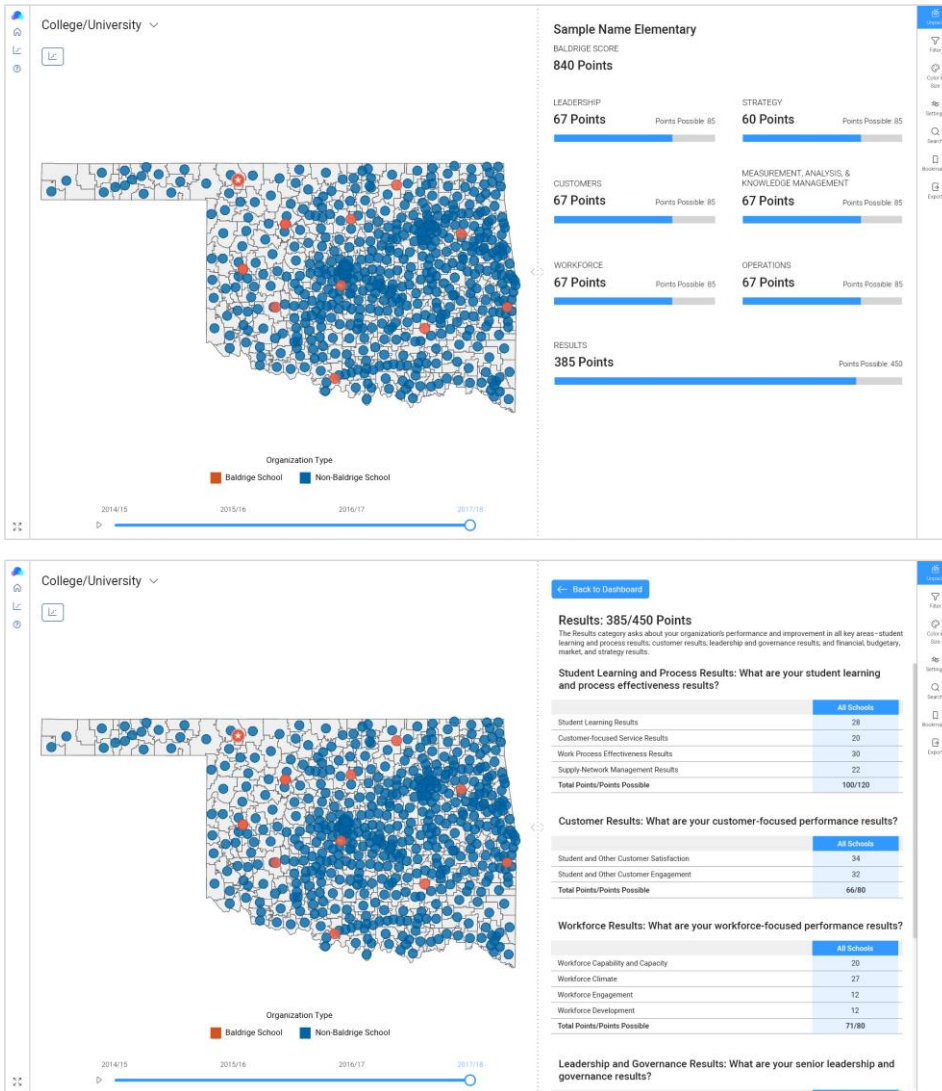 College/University
Sample Name Elementary
BALDRIGE SCORE
840 Points
LEADERSHIP
67 Points
Points Possible: 85
STRATEGY
60 Points
Points Possible: 85
CUSTOMERS
67 Points
Points Possible: 85
MEASUREMENT, ANALYSIS, &
KNOWLEDGE MANAGEMENT
67 Points
Points Possible: 85
WORKFORCE
67 Points
Points Possible: 85
OPERATIONS
67 Points
Points Possible: 85
RESULTS
385 Points
Points Possible: 450
Filter
Search
Export
Organization Type
Baldrige School
Non-Baldrige School
2014/15
2015/16
2016/17
2017/18
College/University
← Back to Dashboard
Results: 385/450 Points
The Results category asks about your organization's performance and improvement in all key areas–student
learning and process results; customer results; leadership and governance results; and financial, budgetary,
market, and strategy results.
Student Learning and Process Results: What are your student learning
and process effectiveness results?
All Schools
Student Learning Results 28
Customer-focused Service Results 20
Work Process Effectiveness Results 30
Supply-Network Management Results 22
Total Points/Points Possible 100/120
Customer Results: What are your customer-focused performance results?
All Schools
Student and Other Customer Satisfaction 34
Student and Other Customer Engagement 32
Total Points/Points Possible 66/80
Workforce Results: What are your workforce-focused performance results?
All Schools
Workforce Capability and Capacity 20
Workforce Climate 27
Workforce Engagement 12
Workforce Development 12
Total Points/Points Possible 71/80
Leadership and Governance Results: What are your senior leadership and
governance results?
Filter
Search
Export
Organization Type
Baldrige School
Non-Baldrige School
2014/15
2015/16
2016/17
2017/18